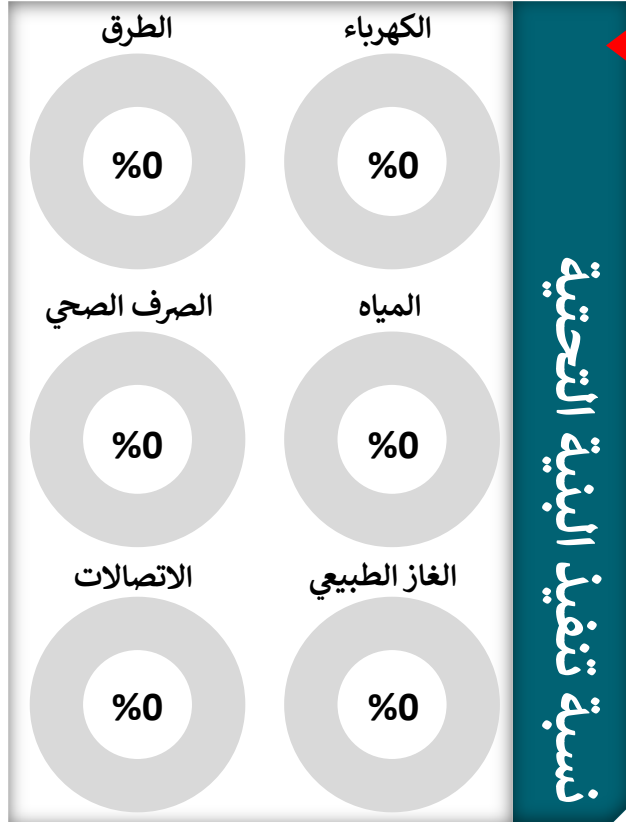 نسبة تنفيذ البنية التحتية
الكهرباء
الطرق
%0
%0
المياه
الصرف الصحي
%0
%0
الغاز الطبيعي
الاتصالات
%0
%0